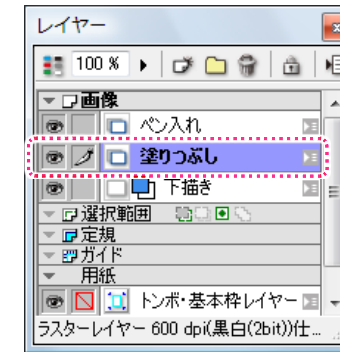 レイヤー
100 %
画像
ペン入れ
塗りつぶし
下描き
選択範囲
定規
ガイド
用紙
トンボ・基本枠レイヤー
ラスターレイヤー 600 dpi(黒白(2bit))仕...